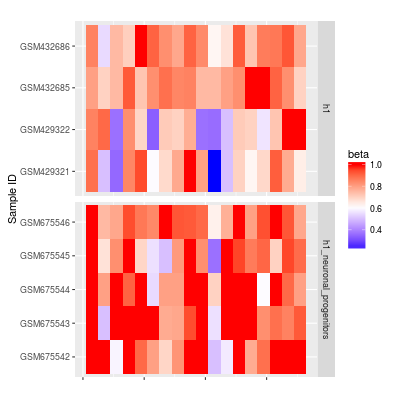 Sample ID
GSM432686
GSM432685
GSM429322
GSM429321
h1
GSM675546
GSM675545
GSM675544
GSM675543
GSM675542
h1_neuronal_progenitors
beta
1.0
0.8
0.6
0.4